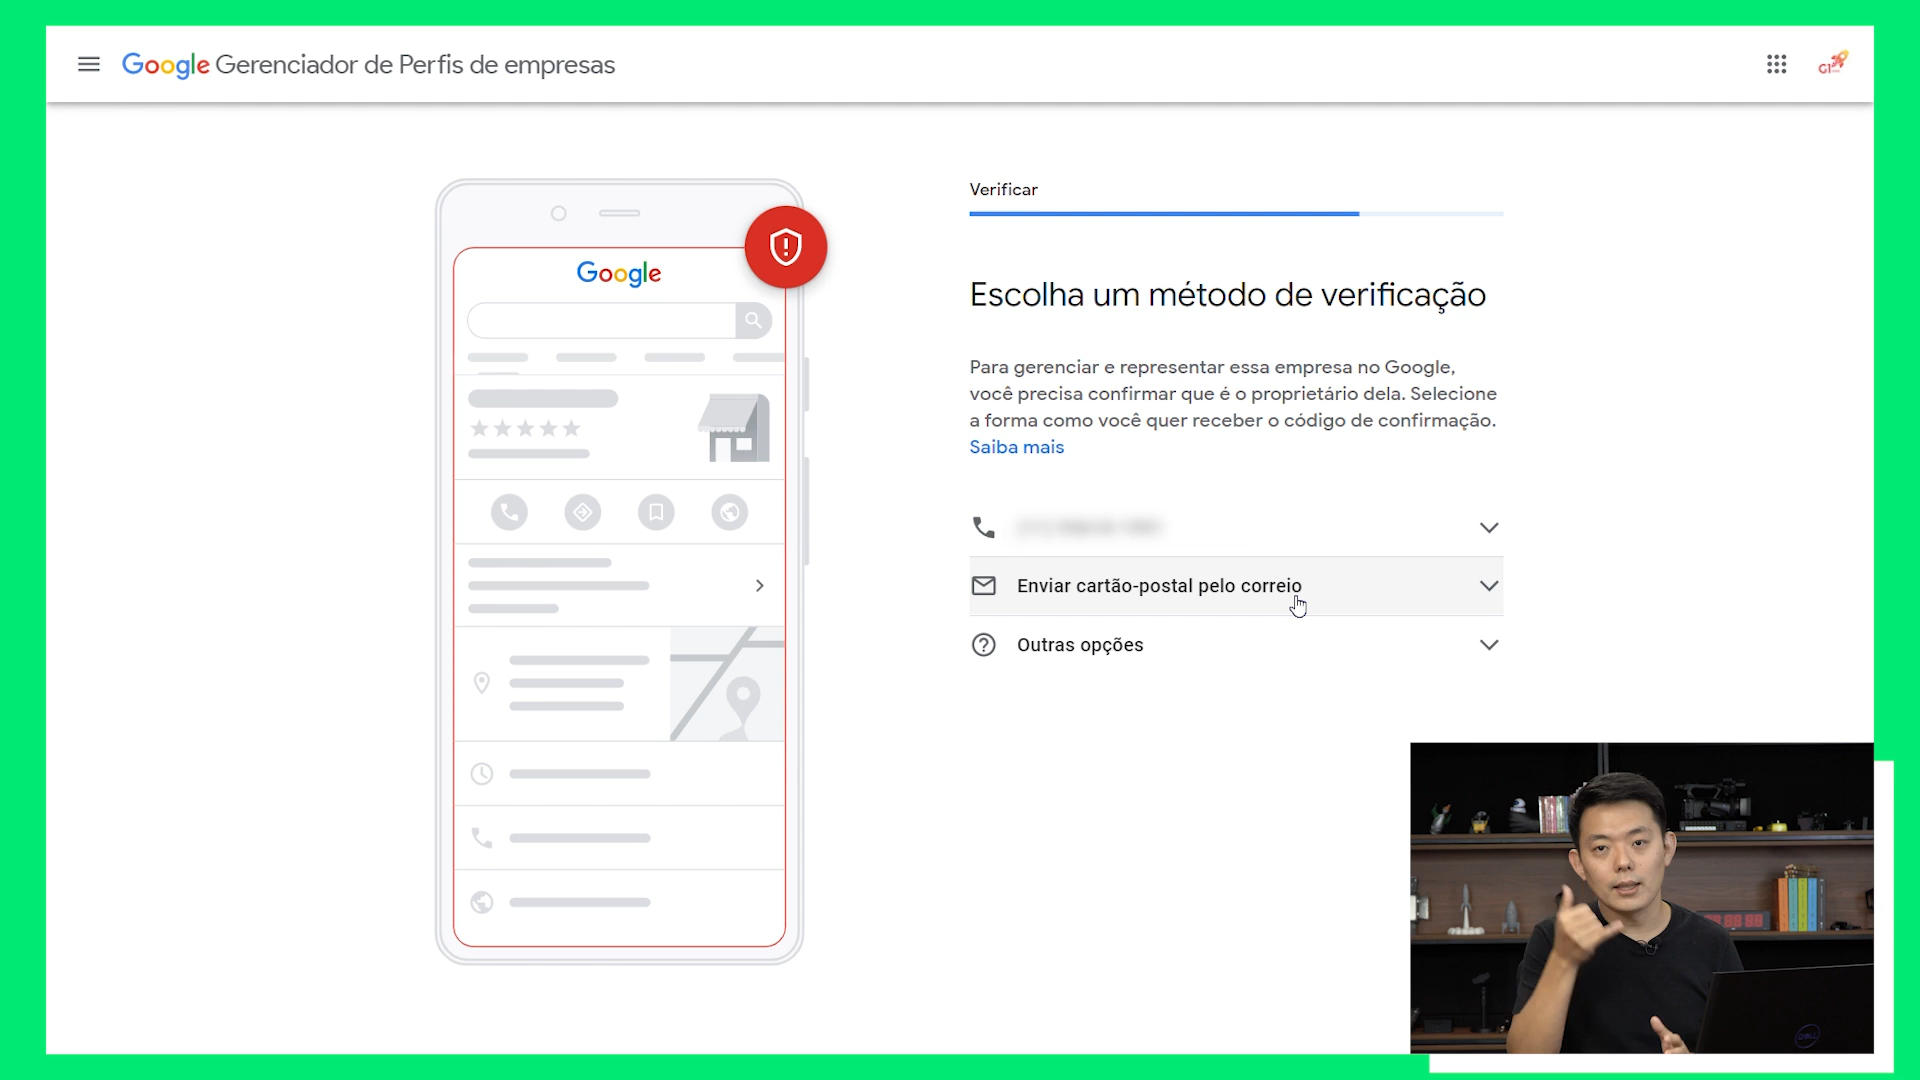 Google Gerenciador de Perfis de empresas
G1
Google
Verificar
Escolha um método de verificação
Para gerenciar e representar essa empresa no Google,
você precisa confirmar que é o proprietário dela. Selecione
a forma como você quer receber o código de confirmação.
Saiba mais
Enviar cartão-postal pelo correio
Outras opções
DELL